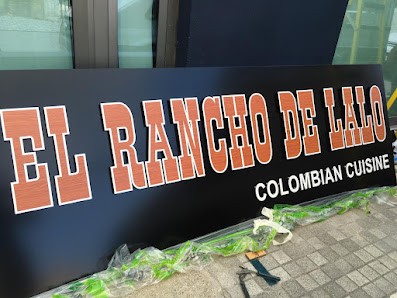 EL RANCHO DE LALO
COLOMBIAN CUISINE